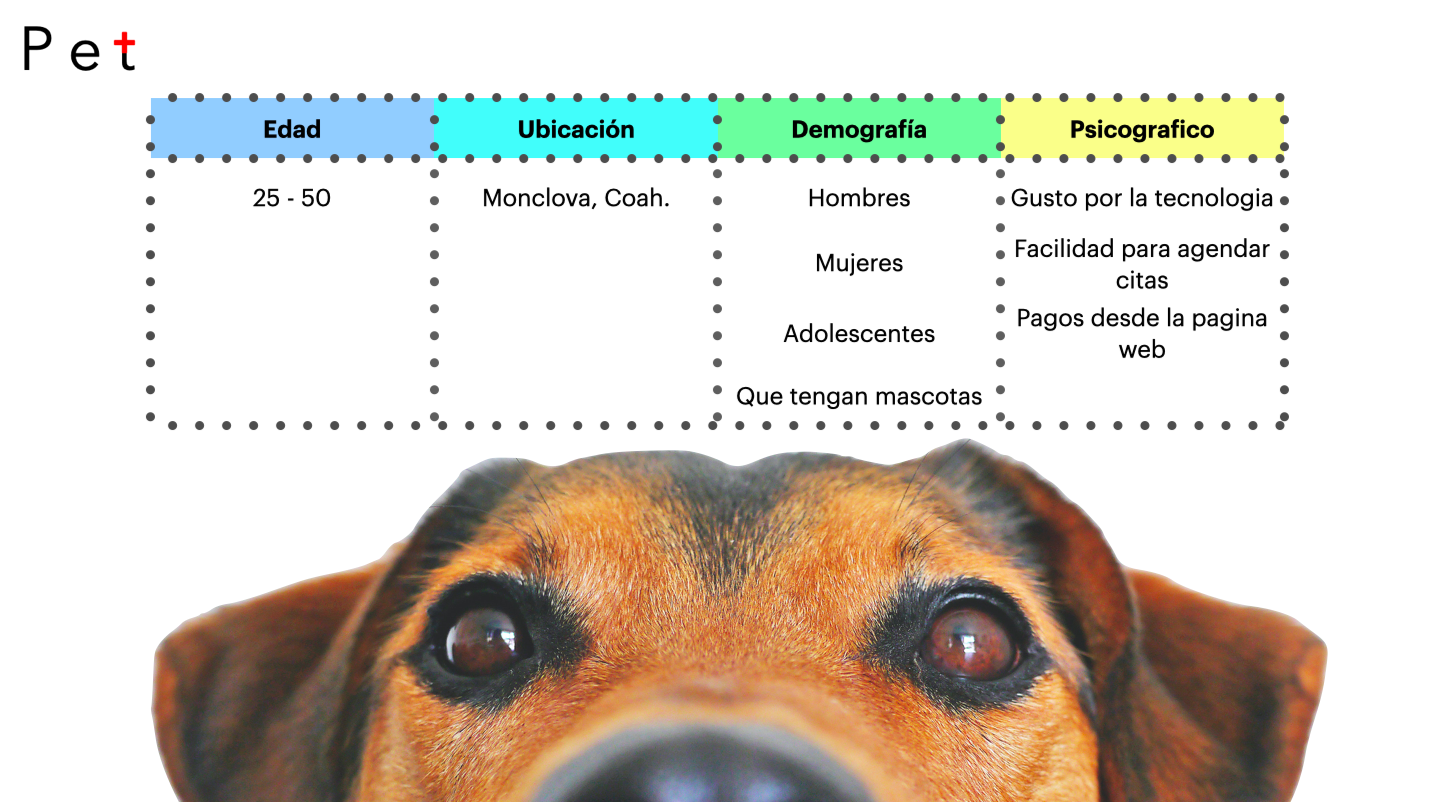 Pet
Edad Ubicación Demografía Psicografico
25 - 50 Monclova, Coah. Hombres Gusto por la tecnologia
Mujeres Facilidad para agendar
citas
Adolescentes Pagos desde la pagina
web
Que tengan mascotas